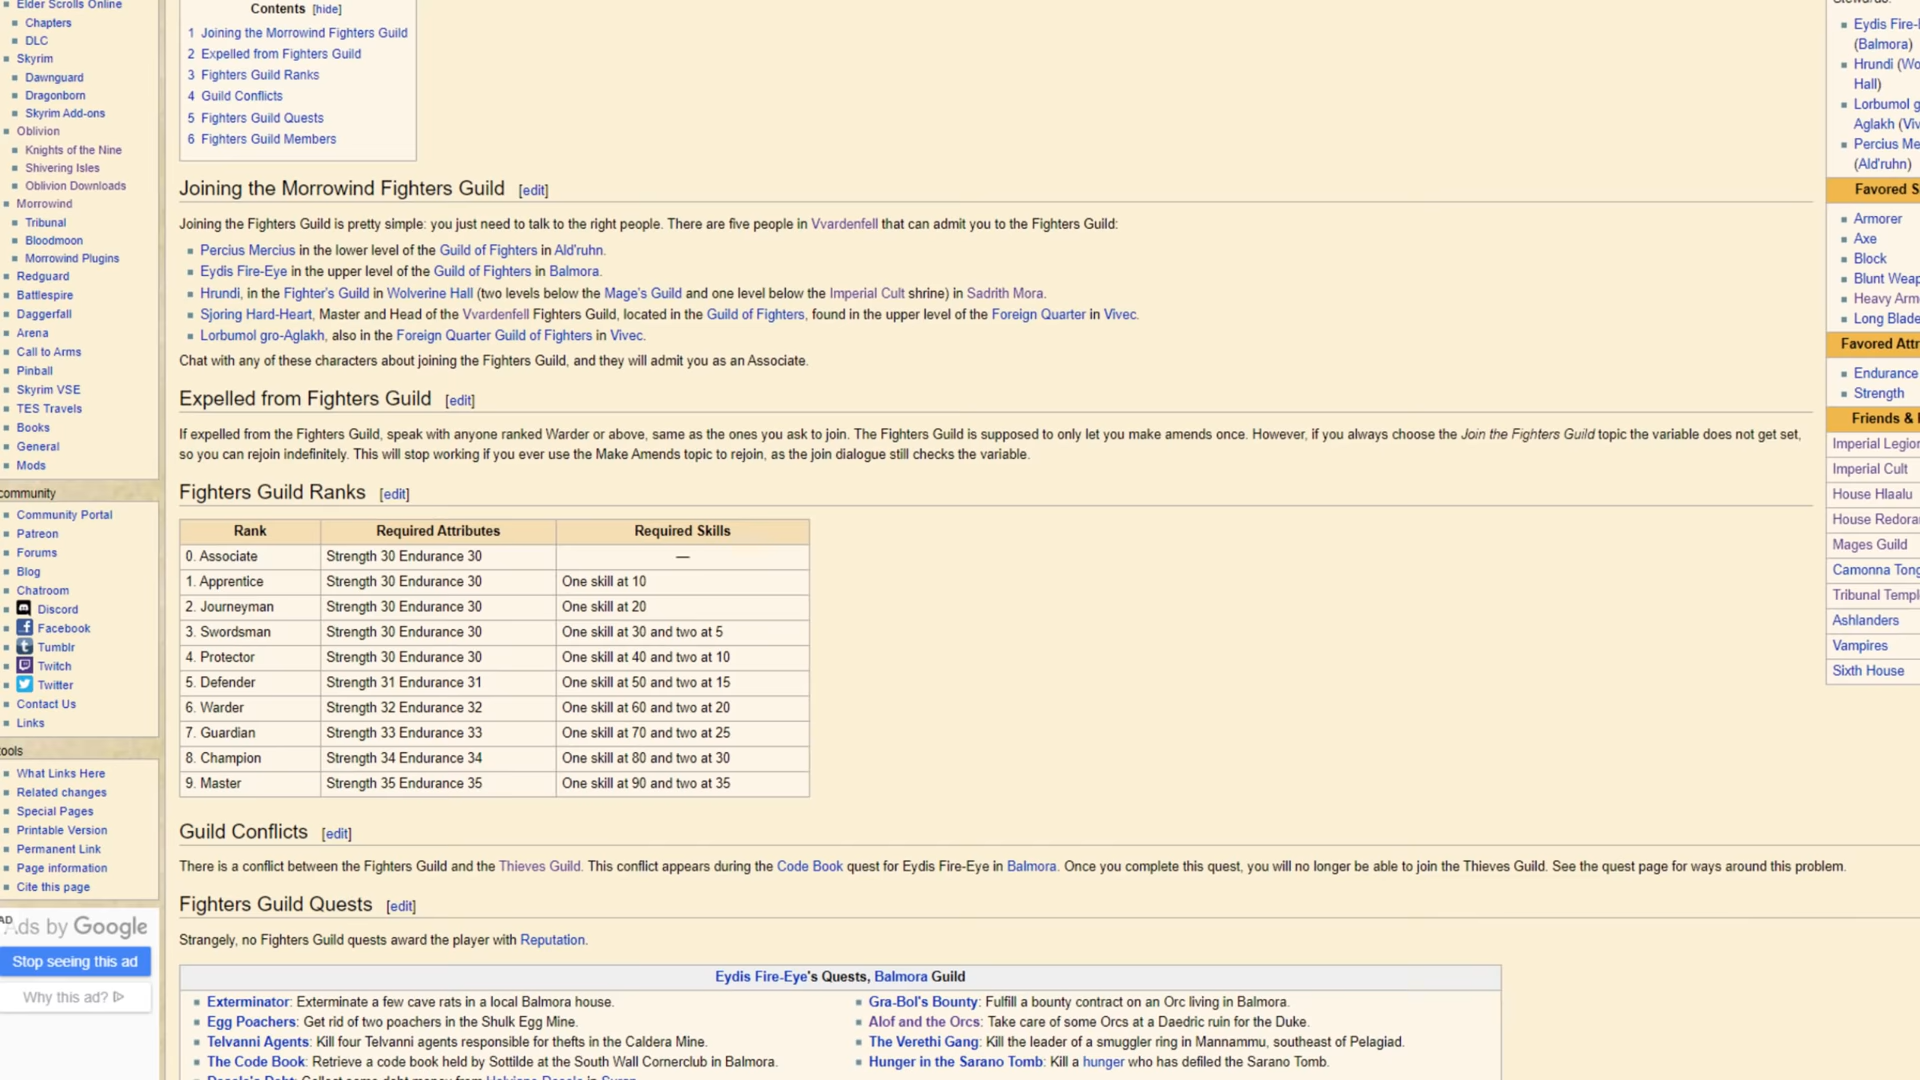 Elder Scrolls Online
Chapters
DLC
Skyrim
Dawnguard
Dragonborn
Skyrim Add-ons
Oblivion
Knights of the Nine
Shivering Isles
Oblivion Downloads
Morrowind
Tribunal
Bloodmoon
Morrowind Plugins
Redguard
Battlespire
Daggerfall
Arena
Call to Arms
Pinball
Skyrim VSE
TES Travels
Books
General
Mods
community
Community Portal
Patreon
Forums
Blog
Chatroom
Discord
Facebook
Tumblr
Twitch
Twitter
Contact Us
Links
tools
What Links Here
Related changes
Special Pages
Printable Version
Permanent Link
Page information
Cite this page
AD
Ads by Google
Stop seeing this ad
Why this ad?
Contents [hide]
1 Joining the Morrowind Fighters Guild
2 Expelled from Fighters Guild
3 Fighters Guild Ranks
4 Guild Conflicts
5 Fighters Guild Quests
6 Fighters Guild Members
Joining the Morrowind Fighters Guild [edit]
Joining the Fighters Guild is pretty simple: you just need to talk to the right people. There are five people in Vvardenfell that can admit you to the Fighters Guild:
Percius Mercius in the lower level of the Guild of Fighters in Ald'ruhn.
Eydis Fire-Eye in the upper level of the Guild of Fighters in Balmora.
Hrundi, in the Fighter's Guild in Wolverine Hall (two levels below the Mage's Guild and one level below the Imperial Cult shrine) in Sadrith Mora.
Sjoring Hard-Heart, Master and Head of the Vvardenfell Fighters Guild, located in the Guild of Fighters, found in the upper level of the Foreign Quarter in Vivec.
Lorbumol gro-Aglakh, also in the Foreign Quarter Guild of Fighters in Vivec.
Chat with any of these characters about joining the Fighters Guild, and they will admit you as an Associate.
Expelled from Fighters Guild [edit]
If expelled from the Fighters Guild, speak with anyone ranked Warder or above, same as the ones you ask to join. The Fighters Guild is supposed to only let you make amends once. However, if you always choose the Join the Fighters Guild topic the variable does not get set,
so you can rejoin indefinitely. This will stop working if you ever use the Make Amends topic to rejoin, as the join dialogue still checks the variable.
Fighters Guild Ranks [edit]
Rank Required Attributes Required Skills
0. Associate Strength 30 Endurance 30 —
1. Apprentice Strength 30 Endurance 30 One skill at 10
2. Journeyman Strength 30 Endurance 30 One skill at 20
3. Swordsman Strength 30 Endurance 30 One skill at 30 and two at 5
4. Protector Strength 30 Endurance 30 One skill at 40 and two at 10
5. Defender Strength 31 Endurance 31 One skill at 50 and two at 15
6. Warder Strength 32 Endurance 32 One skill at 60 and two at 20
7. Guardian Strength 33 Endurance 33 One skill at 70 and two at 25
8. Champion Strength 34 Endurance 34 One skill at 80 and two at 30
9. Master Strength 35 Endurance 35 One skill at 90 and two at 35
Guild Conflicts [edit]
There is a conflict between the Fighters Guild and the Thieves Guild. This conflict appears during the Code Book quest for Eydis Fire-Eye in Balmora. Once you complete this quest, you will no longer be able to join the Thieves Guild. See the quest page for ways around this problem.
Fighters Guild Quests [edit]
Strangely, no Fighters Guild quests award the player with Reputation.
Eydis Fire-Eye's Quests, Balmora Guild
Exterminator: Exterminate a few cave rats in a local Balmora house.
Egg Poachers: Get rid of two poachers in the Shulk Egg Mine.
Telvanni Agents: Kill four Telvanni agents responsible for thefts in the Caldera Mine.
The Code Book: Retrieve a code book held by Sottilde at the South Wall Cornerclub in Balmora.
Gra-Bol's Bounty: Fulfill a bounty contract on an Orc living in Balmora.
Alof and the Orcs: Take care of some Orcs at a Daedric ruin for the Duke.
The Verethi Gang: Kill the leader of a smuggler ring in Mannammu, southeast of Pelagiad.
Hunger in the Sarano Tomb: Kill a hunger who has defiled the Sarano Tomb.
Eydis Fire-
(Balmora)
Hrundi (Wo
Hall)
Lorbumol g
Aglakh (Viv
Percius Me
(Ald'ruhn)
Favored S
Armorer
Axe
Block
Blunt Weap
Heavy Arm
Long Blade
Favored Attr
Endurance
Strength
Friends &
Imperial Legion
Imperial Cult
House Hlaalu
House Redora
Mages Guild
Camonna Tong
Tribunal Templ
Ashlanders
Vampires
Sixth House